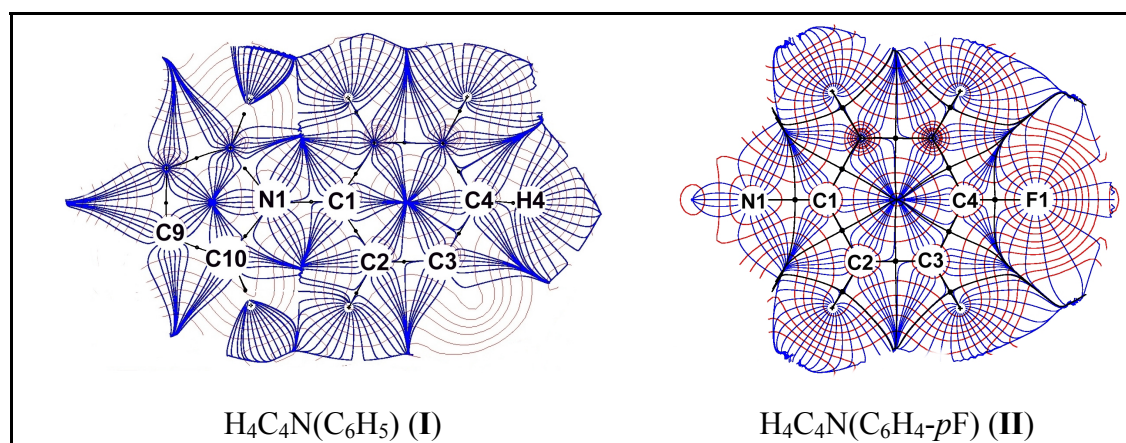 N1 C1 C4 H4
C9
C10 C2 C3
N1 C1 C4 F1
C2 C3
H₄C₄N(C₆H₅) (I)
H₄C₄N(C₆H₄-pF) (II)